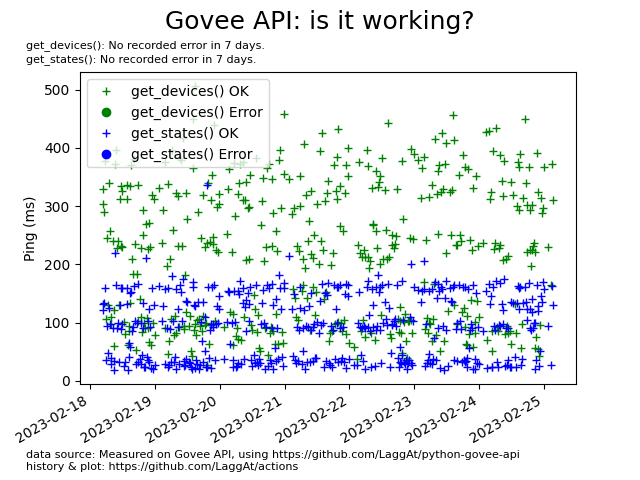 Govee API: is it working?
get_devices(): No recorded error in 7 days.
get_states(): No recorded error in 7 days.
500
400
300
200
100
0
Ping (ms)
get_devices() OK
get_devices() Error
get_states() OK
get_states() Error
2023-02-18
2023-02-19
2023-02-20
2023-02-21
2023-02-22
2023-02-23
2023-02-24
2023-02-25
data source: Measured on Govee API, using https://github.com/LaggAt/python-govee-api
history & plot: https://github.com/LaggAt/actions